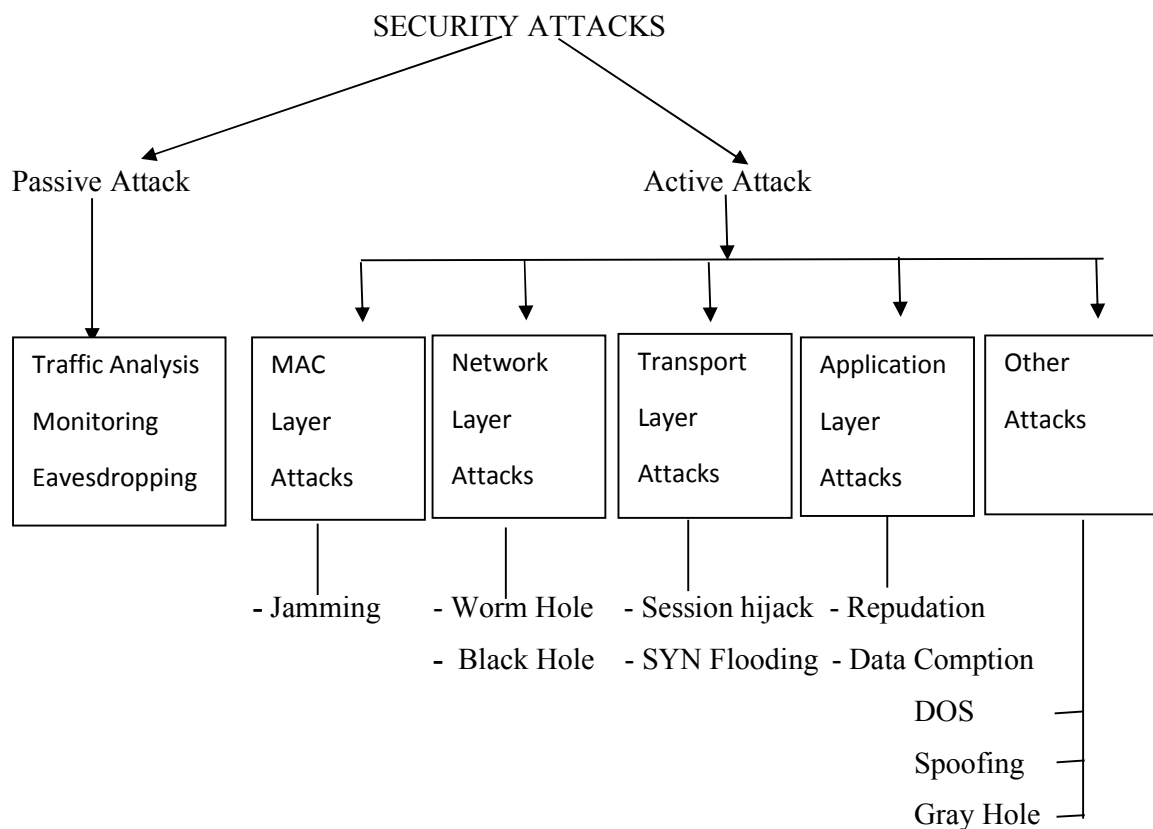 SECURITY ATTACKS
Passive Attack
Active Attack
Traffic Analysis
Monitoring
Eavesdropping
MAC
Layer
Attacks
Network
Layer
Attacks
Transport
Layer
Attacks
Application
Layer
Attacks
Other
Attacks
- Jamming
- Worm Hole
- Black Hole
- Session hijack
- SYN Flooding
- Repudation
- Data Comption
DOS
Spoofing
Gray Hole